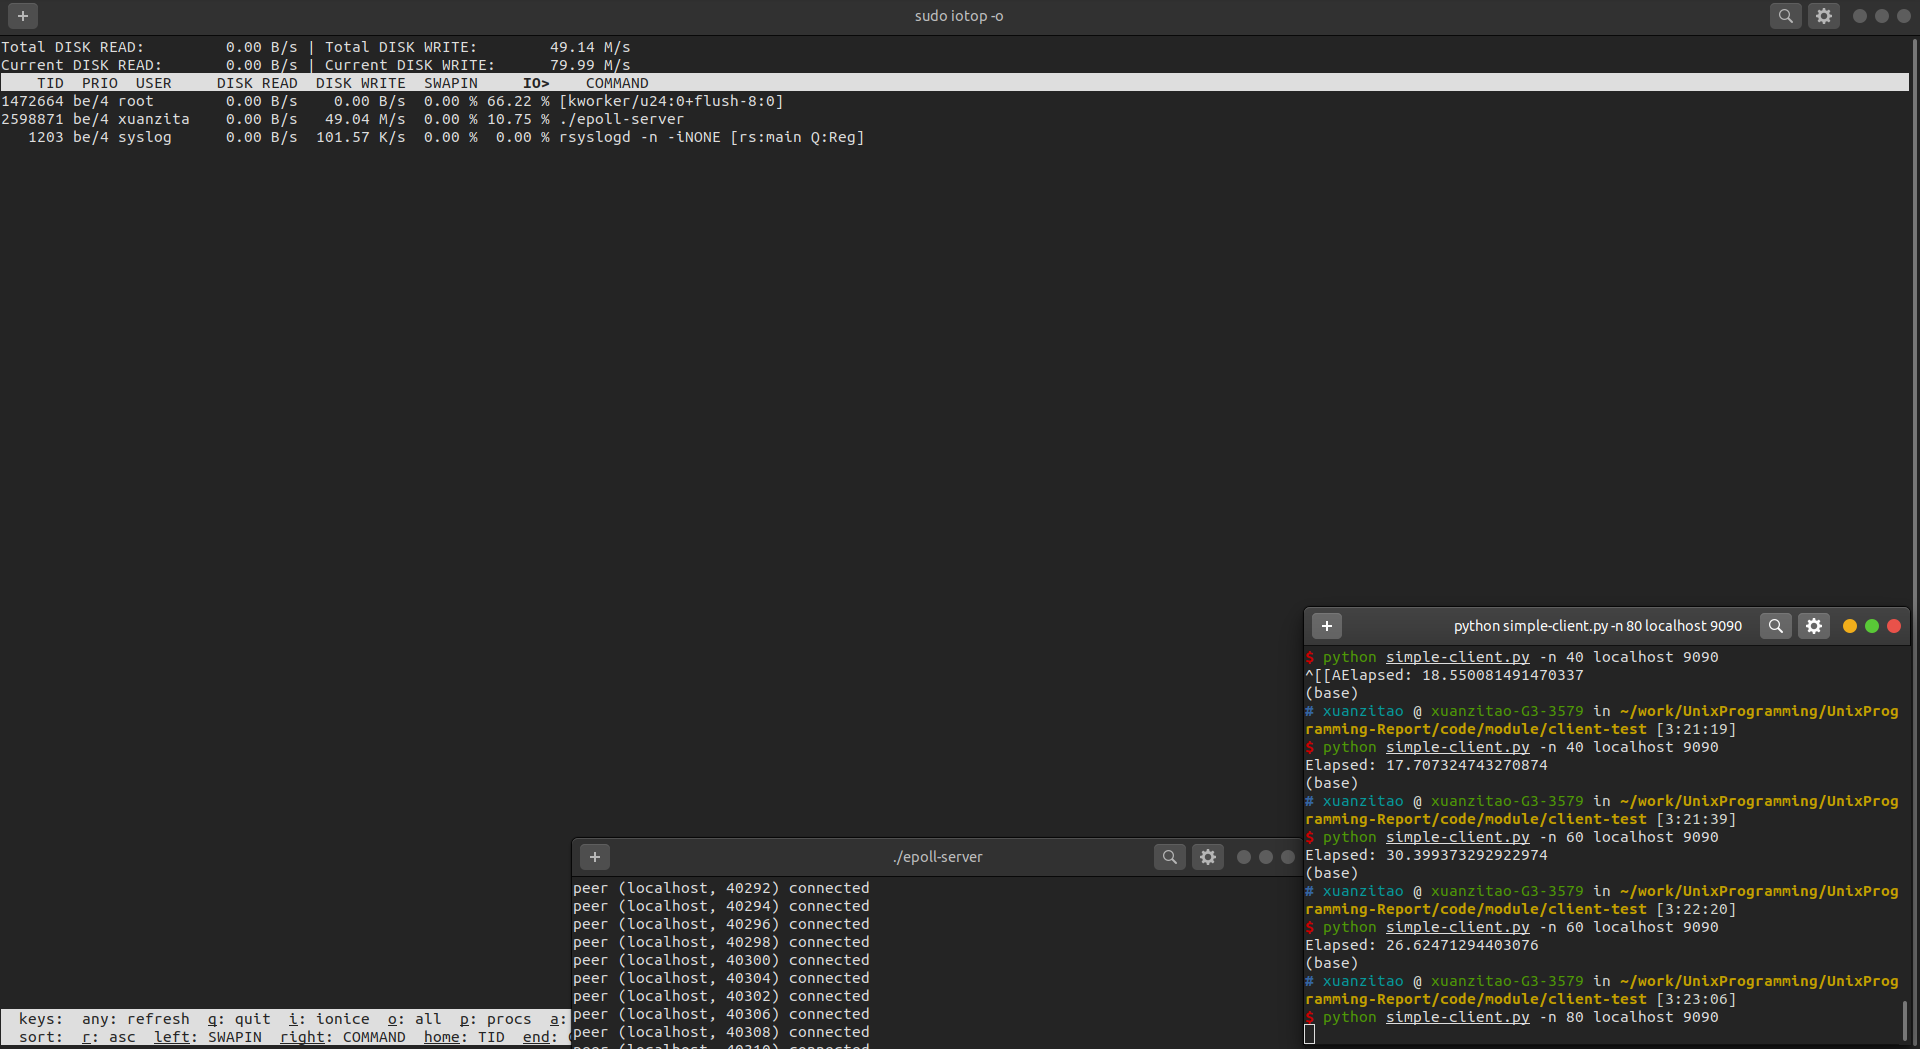 sudo iotop -o
Total DISK READ:         0.00 B/s | Total DISK WRITE:        49.14 M/s
Current DISK READ:       0.00 B/s | Current DISK WRITE:      79.99 M/s
    TID  PRIO  USER     DISK READ  DISK WRITE  SWAPIN     IO>    COMMAND
1472664 be/4 root        0.00 B/s    0.00 B/s  0.00 % 66.22 % [kworker/u24:0+flush-8:0]
2598871 be/4 xuanzita    0.00 B/s   49.04 M/s  0.00 % 10.75 % ./epoll-server
   1203 be/4 syslog      0.00 B/s  101.57 K/s  0.00 %  0.00 % rsyslogd -n -iNONE [rs:main Q:Reg]
keys:  any: refresh  q: quit  i: ionice  o: all  p: procs  a:
sort:  r: asc  left: SWAPIN  right: COMMAND  home: TID  end:
./epoll-server
peer (localhost, 40292) connected
peer (localhost, 40294) connected
peer (localhost, 40296) connected
peer (localhost, 40298) connected
peer (localhost, 40300) connected
peer (localhost, 40304) connected
peer (localhost, 40302) connected
peer (localhost, 40306) connected
peer (localhost, 40308) connected
peer (localhost, 40310) connected
python simple-client.py -n 80 localhost 9090
$ python simple-client.py -n 40 localhost 9090
^[[AElapsed: 18.550081491470337
(base)
# xuanzitao @ xuanzitao-G3-3579 in ~/work/UnixProgramming/UnixProg
ramming-Report/code/module/client-test [3:21:19]
$ python simple-client.py -n 40 localhost 9090
Elapsed: 17.707324743270874
(base)
# xuanzitao @ xuanzitao-G3-3579 in ~/work/UnixProgramming/UnixProg
ramming-Report/code/module/client-test [3:21:39]
$ python simple-client.py -n 60 localhost 9090
Elapsed: 30.399373292922974
(base)
# xuanzitao @ xuanzitao-G3-3579 in ~/work/UnixProgramming/UnixProg
ramming-Report/code/module/client-test [3:22:20]
$ python simple-client.py -n 60 localhost 9090
Elapsed: 26.62471294403076
(base)
# xuanzitao @ xuanzitao-G3-3579 in ~/work/UnixProgramming/UnixProg
ramming-Report/code/module/client-test [3:23:06]
$ python simple-client.py -n 80 localhost 9090